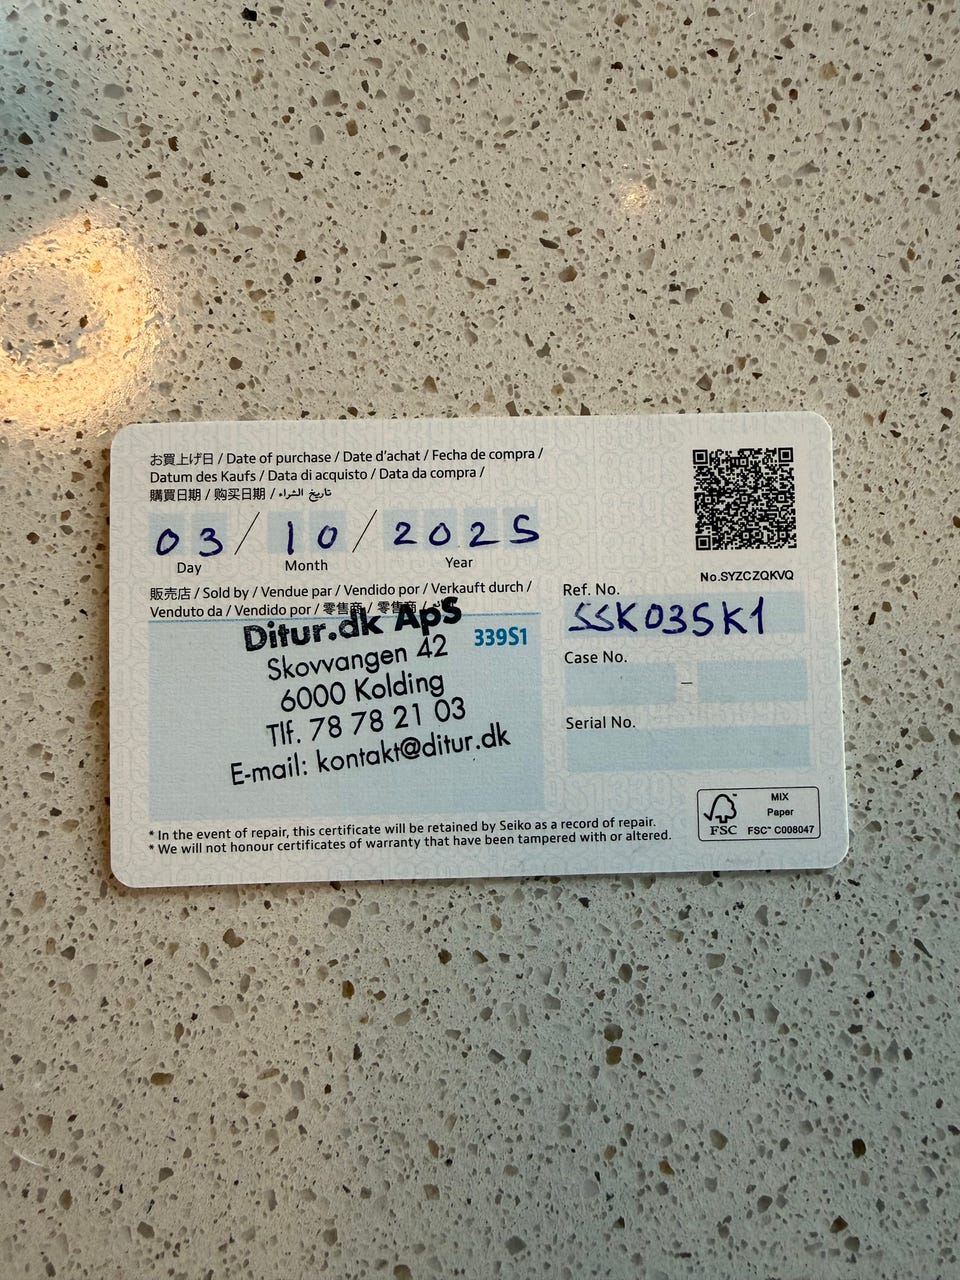 お買上げ日 / Date of purchase / Date d'achat / Fecha de compra /
Datum des Kaufs / Data di acquisto / Data da compra /
購買日期 / 购买日期 / تاريخ الشراء
03 / 10 / 2025
Day Month Year
No.SYZCZQKVQ
販売店 / Sold by / Vendue par / Vendido por / Verkauft durch /
Venduto da / Vendido por / 零售商 / 零售商 /
Ditur.dk ApS
339S1
Skovvangen 42
6000 Kolding
Tlf. 78 78 21 03
E-mail: kontakt@ditur.dk
Ref. No.
SSK035K1
Case No.
–
Serial No.
MIX
Paper
FSC™ C008047
FSC™
* In the event of repair, this certificate will be retained by Seiko as a record of repair.
* We will not honour certificates of warranty that have been tampered with or altered.